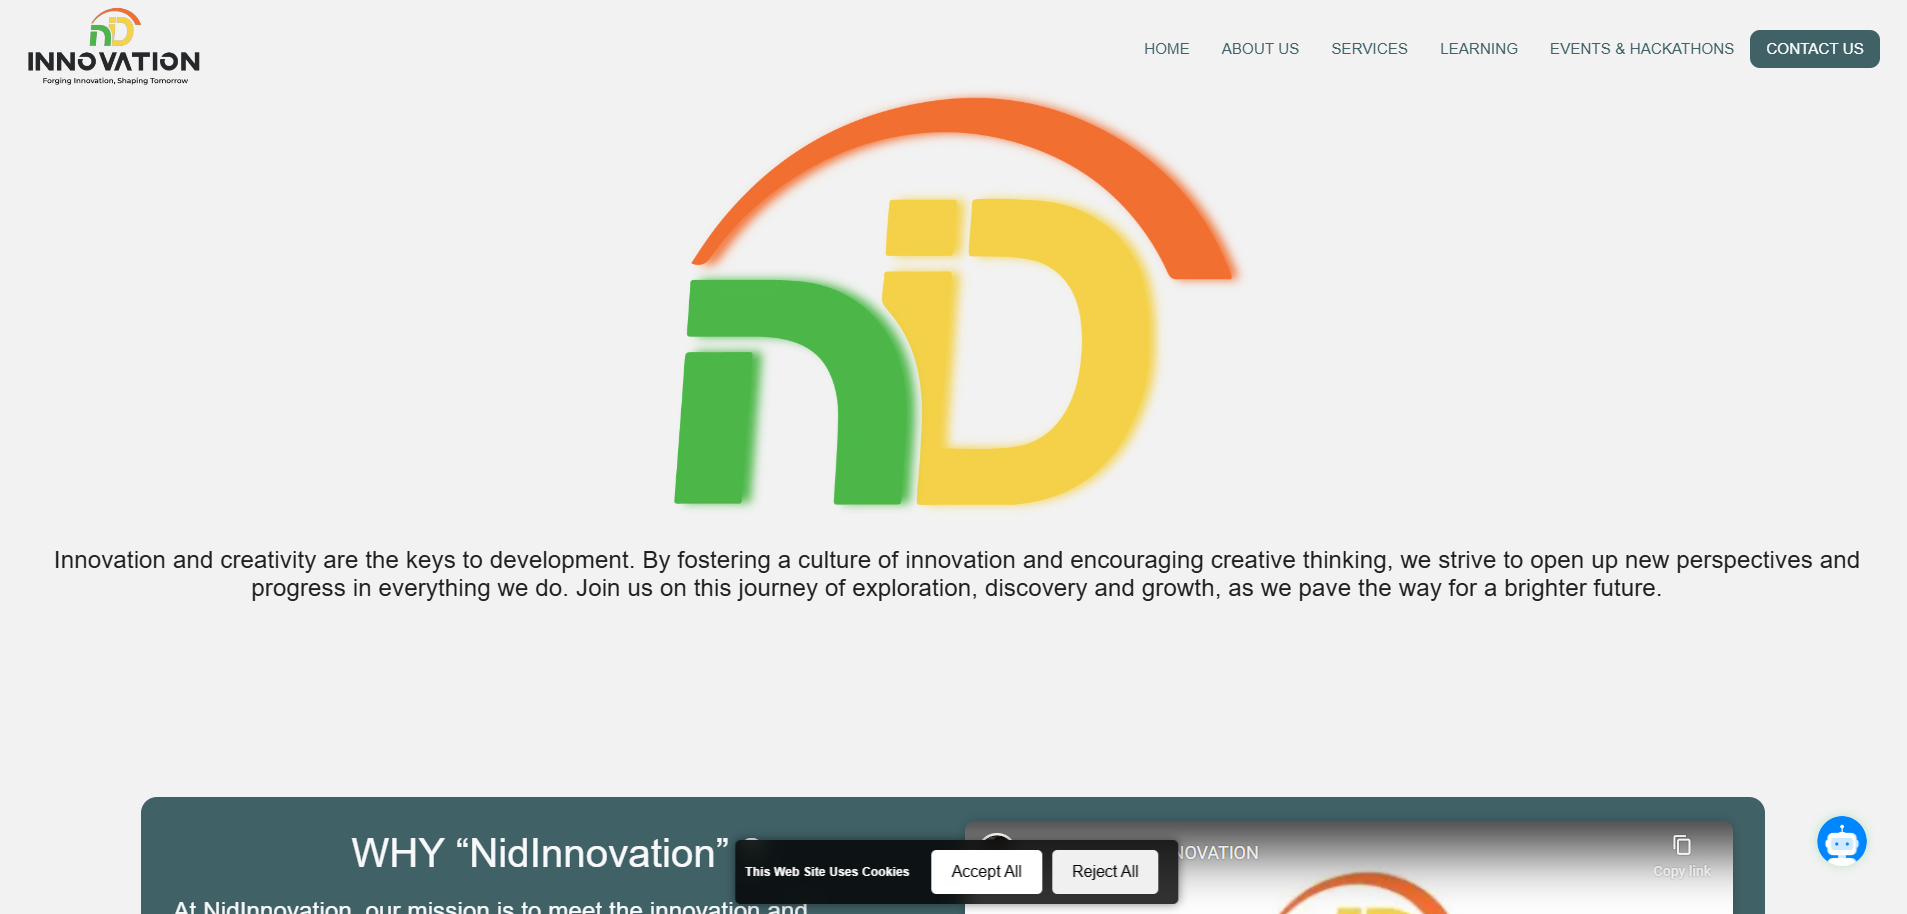 INNOVATION
Forging Innovation, Shaping Tomorrow
HOME
ABOUT US
SERVICES
LEARNING
EVENTS & HACKATHONS
CONTACT US
nD
Innovation and creativity are the keys to development. By fostering a culture of innovation and encouraging creative thinking, we strive to open up new perspectives and
progress in everything we do. Join us on this journey of exploration, discovery and growth, as we pave the way for a brighter future.
WHY “NidInnovation” ?
NOVATION
Copy link
This Web Site Uses Cookies
Accept All
Reject All
At NidInnovation, our mission is to meet the innovation and